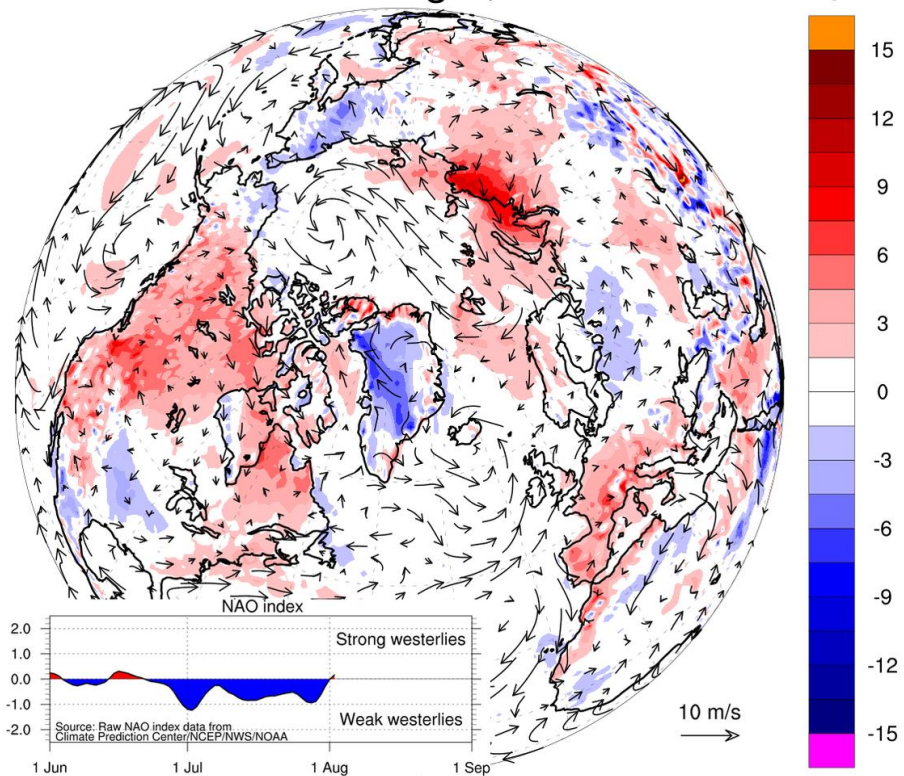 15
12
9
6
3
0
-3
-6
-9
-12
-15
10 m/s
NAO index
2.0
1.0
0.0
-1.0
-2.0
Strong westerlies
Weak westerlies
Source: Raw NAO index data from
Climate Prediction Center/NCEP/NWS/NOAA
1 Jun 1 Jul 1 Aug 1 Sep